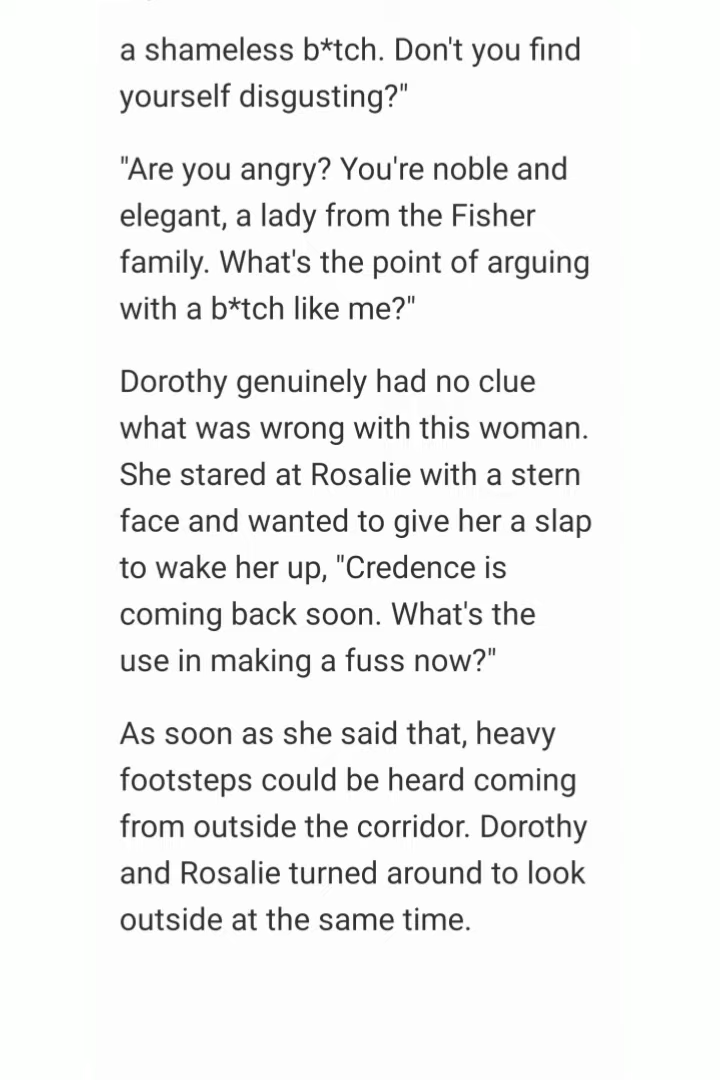 a shameless b*tch. Don't you find
yourself disgusting?"
"Are you angry? You're noble and
elegant, a lady from the Fisher
family. What's the point of arguing
with a b*tch like me?"
Dorothy genuinely had no clue
what was wrong with this woman.
She stared at Rosalie with a stern
face and wanted to give her a slap
to wake her up, "Credence is
coming back soon. What's the
use in making a fuss now?"
As soon as she said that, heavy
footsteps could be heard coming
from outside the corridor. Dorothy
and Rosalie turned around to look
outside at the same time.